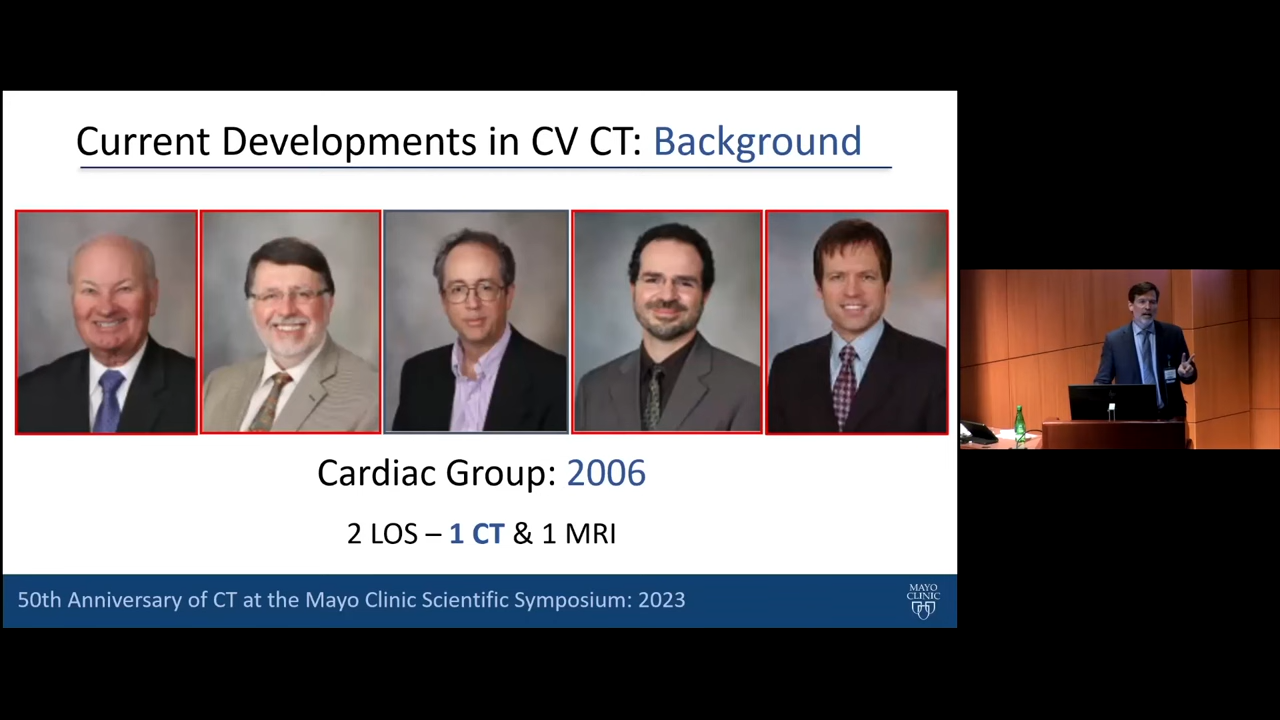 Current Developments in CV CT: Background
Cardiac Group: 2006
2 LOS – 1 CT & 1 MRI
50th Anniversary of CT at the Mayo Clinic Scientific Symposium: 2023
MAYO
CLINIC